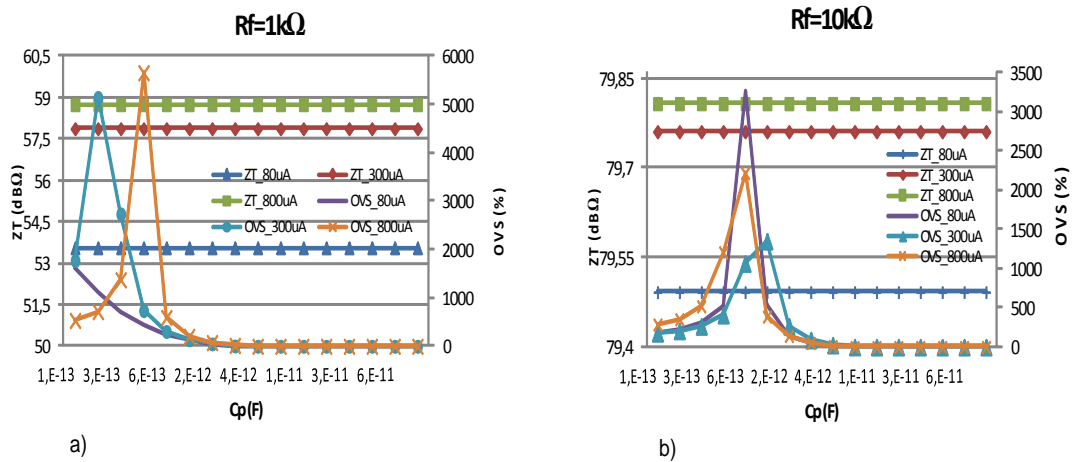 Rf=1kΩ
60,5
59
57,5
56
54,5
53
51,5
50
ZT (dBΩ)
6000
5000
4000
3000
2000
1000
0
OVS (%)
ZT_80uA
ZT_300uA
ZT_800uA
OVS_80uA
OVS_300uA
OVS_800uA
1,E-13 3,E-13 6,E-13 2,E-12 4,E-12 1,E-11 3,E-11 6,E-11
Cp(F)
a)
Rf=10kΩ
79,85
79,7
79,55
79,4
ZT (dBΩ)
3500
3000
2500
2000
1500
1000
500
0
OVS (%)
ZT_80uA
ZT_300uA
ZT_800uA
OVS_80uA
OVS_300uA
OVS_800uA
1,E-13 3,E-13 6,E-13 2,E-12 4,E-12 1,E-11 3,E-11 6,E-11
Cp(F)
b)